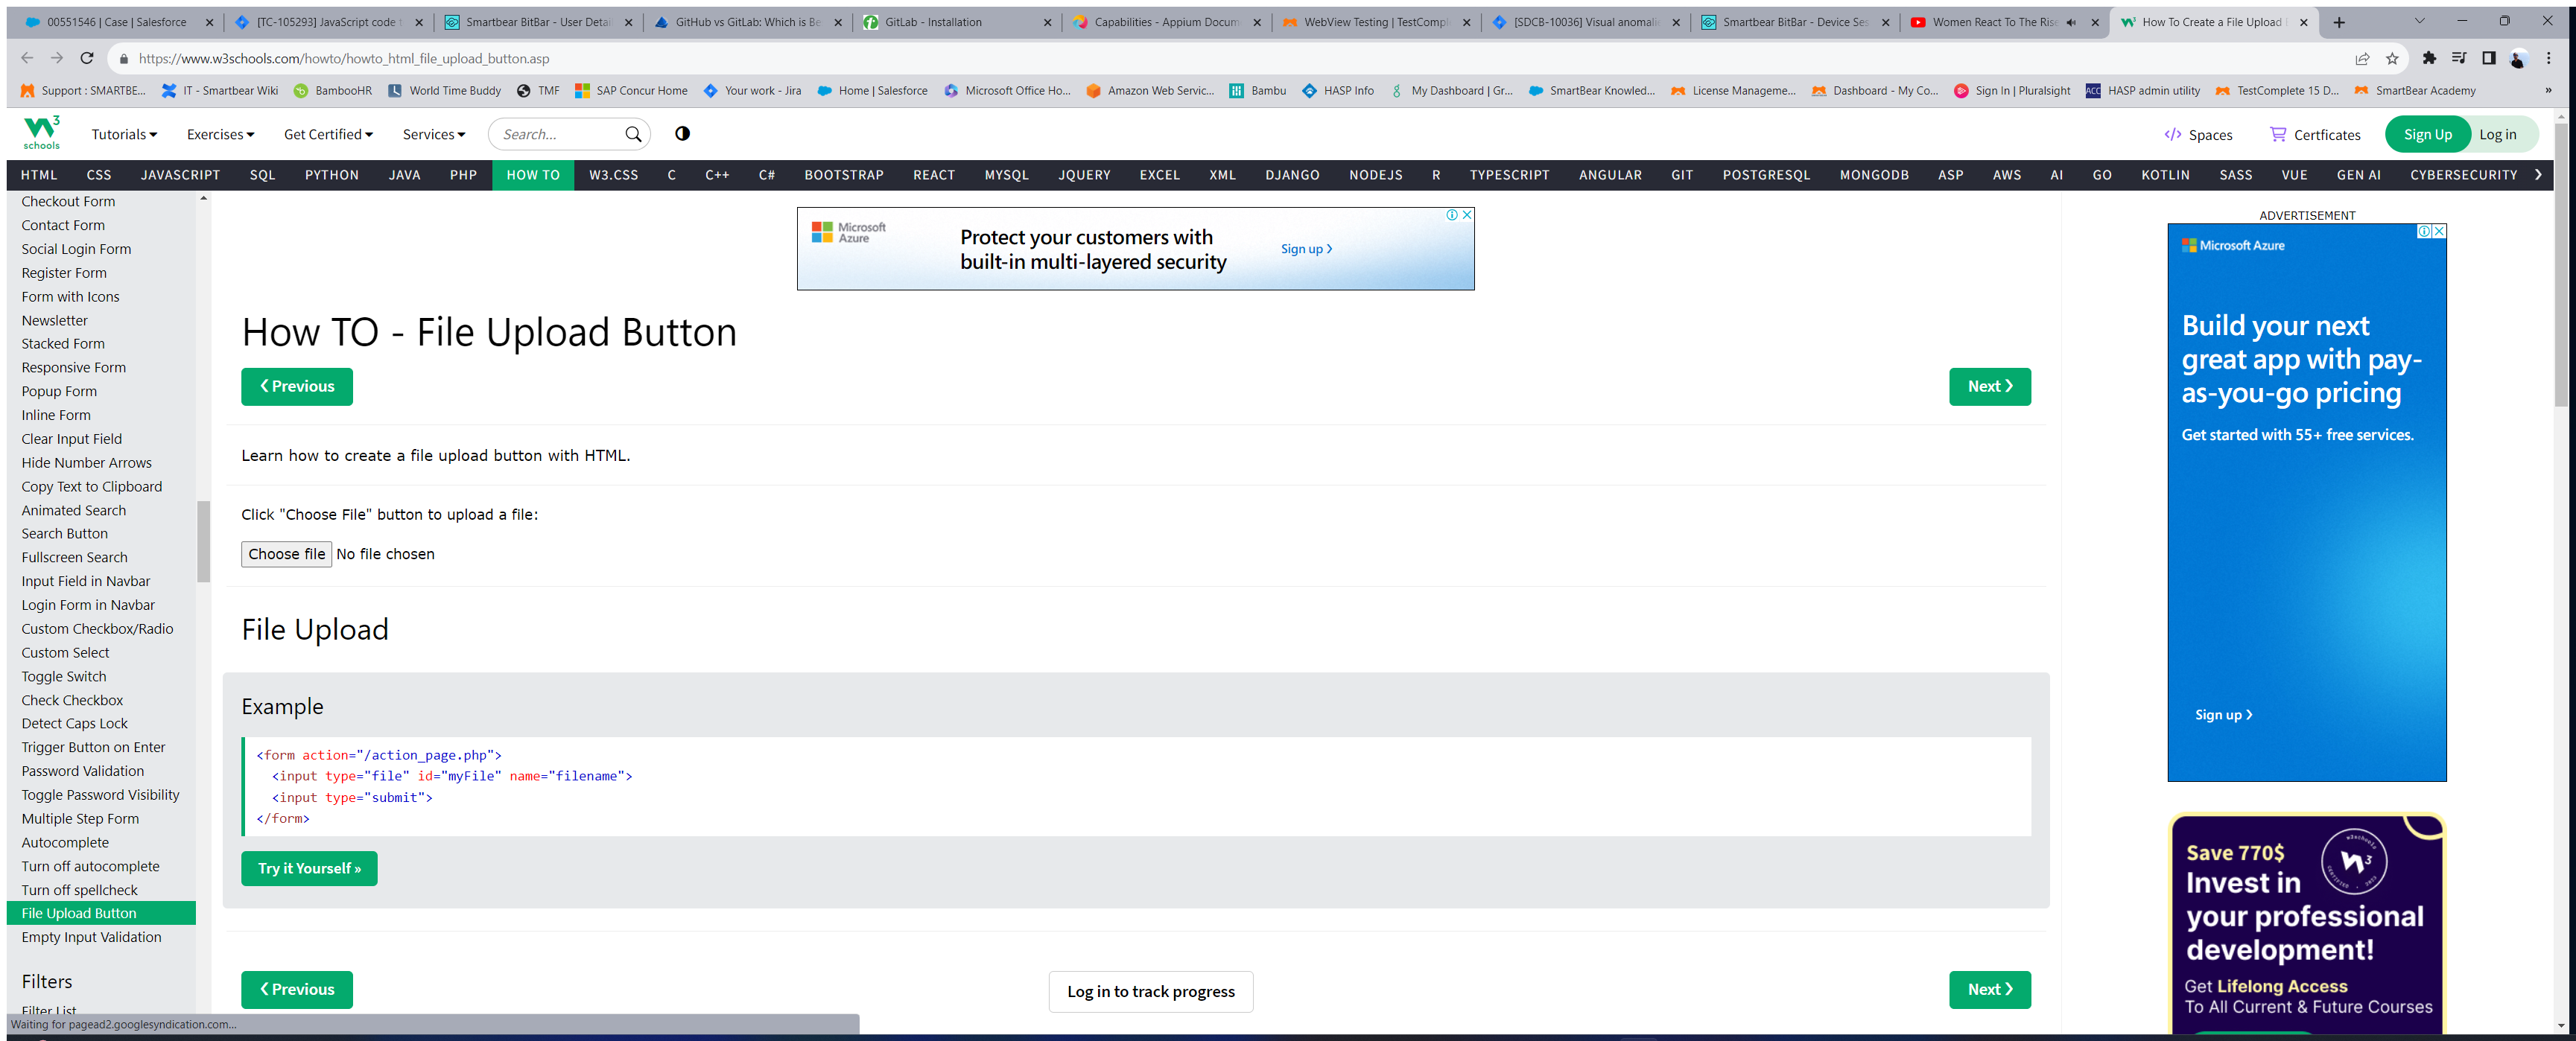 00551546 | Case | Salesforce
[TC-105293] JavaScript code t
Smartbear BitBar - User Detai
GitHub vs GitLab: Which is Be
GitLab - Installation
Capabilities - Appium Docum
WebView Testing | TestCompl
[SDCB-10036] Visual anomali
Smartbear BitBar - Device Ses
Women React To The Rise
How To Create a File Upload
https://www.w3schools.com/howto/howto_html_file_upload_button.asp
Support : SMARTBE...
IT - Smartbear Wiki
BambooHR
World Time Buddy
TMF
SAP Concur Home
Your work - Jira
Home | Salesforce
Microsoft Office Ho...
Amazon Web Servic...
Bambu
HASP Info
My Dashboard | Gr...
SmartBear Knowled...
License Manageme...
Dashboard - My Co...
Sign In | Pluralsight
ACC HASP admin utility
TestComplete 15 D...
SmartBear Academy
»
W3 schools
Tutorials
Exercises
Get Certified
Services
Search...
Spaces
Certficates
Sign Up
Log in
HTML CSS JAVASCRIPT SQL PYTHON JAVA PHP HOW TO W3.CSS C C++ C# BOOTSTRAP REACT MYSQL JQUERY EXCEL XML DJANGO NODEJS R TYPESCRIPT ANGULAR GIT POSTGRESQL MONGODB ASP AWS AI GO KOTLIN SASS VUE GEN AI CYBERSECURITY ❯
Checkout Form
Contact Form
Social Login Form
Register Form
Form with Icons
Newsletter
Stacked Form
Responsive Form
Popup Form
Inline Form
Clear Input Field
Hide Number Arrows
Copy Text to Clipboard
Animated Search
Search Button
Fullscreen Search
Input Field in Navbar
Login Form in Navbar
Custom Checkbox/Radio
Custom Select
Toggle Switch
Check Checkbox
Detect Caps Lock
Trigger Button on Enter
Password Validation
Toggle Password Visibility
Multiple Step Form
Autocomplete
Turn off autocomplete
Turn off spellcheck
File Upload Button
Empty Input Validation
Filters
Filter List
Waiting for pagead2.googlesyndication.com...
Microsoft
Azure
Protect your customers with
built-in multi-layered security
Sign up ❯
How TO - File Upload Button
❮ Previous
Next ❯
Learn how to create a file upload button with HTML.
Click "Choose File" button to upload a file:
Choose file No file chosen
File Upload
Example
<form action="/action_page.php">
<input type="file" id="myFile" name="filename">
<input type="submit">
</form>
Try it Yourself »
❮ Previous
Log in to track progress
Next ❯
ADVERTISEMENT
Microsoft Azure
Build your next
great app with pay-
as-you-go pricing
Get started with 55+ free services.
Sign up ❯
Save 770$
Invest in
your professional
development!
Get Lifelong Access
To All Current & Future Courses